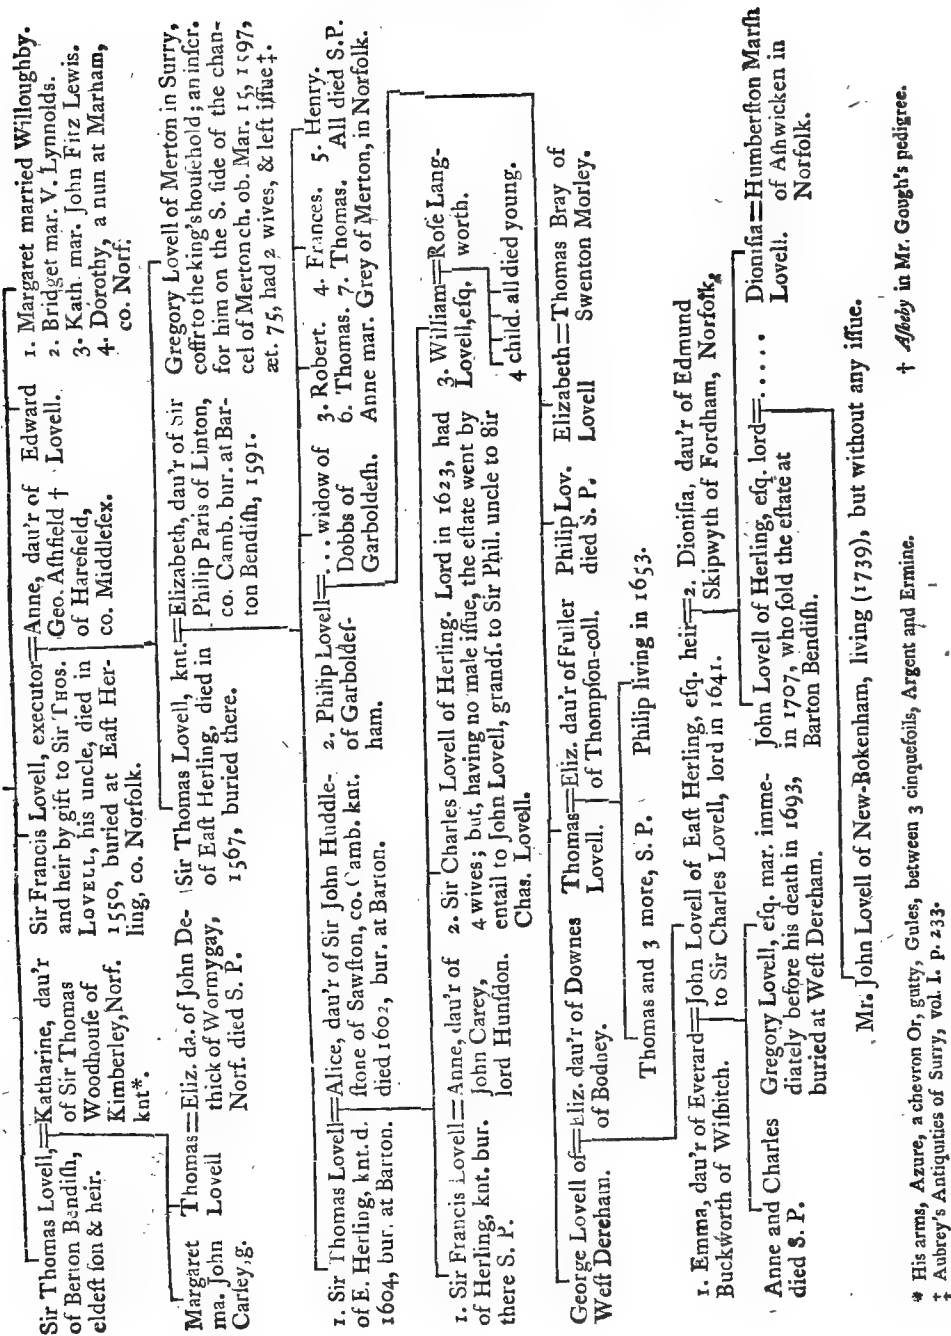 Sir Thomas Lovell,=Katharine, dau'r
of Berton Bendiſh, of Sir Thomas
eldeſt ſon & heir. Woodhouſe of
Kimberley, Norf.
knt*.
Sir Francis Lovell, executor=Anne, dau'r of
and heir by gift to Sir THOS. Geo. Aſhfield †
LOVELL, his uncle, died in of Harefield,
1550, buried at Eaſt Her- co. Middleſex.
ling, co. Norfolk.
Edward
Lovell.
1. Margaret married Willoughby.
2. Bridget mar. V. Lynnolds.
3. Kath. mar. John Fitz Lewis.
4. Dorothy, a nun at Marham,
co. Norf.
Margaret
ma. John
Carley, g.
Thomas=Eliz. da. of John De-
Lovell thick of Wormygay,
Norf. died S. P.
Sir Thomas Lovell, knt.=Elizabeth, dau'r of Sir
of Eaſt Herling, died in Philip Paris of Linton,
1567, buried there. co. Camb. bur. at Bar-
ton Bendiſh, 1591.
Gregory Lovell of Merton in Surry,
coffr to the king's houſehold; an inſcr.
for him on the S. ſide of the chan-
cel of Merton ch. ob. Mar. 15, 1597,
æt. 75, had 2 wives, & left iſſue‡.
1. Sir Thomas Lovell=Alice, dau'r of Sir John Huddle-
of E. Herling, knt. d. ſtone of Sawſton, co. Camb. knt.
1604, bur. at Barton. died 1602, bur. at Barton.
2. Philip Lovell=... widow of
of Garboldeſ- Dobbs of
ham. Garboldeſh.
3. Robert. 4. Frances. 5. Henry.
6. Thomas. 7. Thomas. All died S.P.
Anne mar. Grey of Merton, in Norfolk.
1. Sir Francis Lovell=Anne, dau'r of
of Herling, knt. bur. John Carey,
there S. P. lord Hunſdon.
2. Sir Charles Lovell of Herling. Lord in 1623, had
4 wives; but, having no male iſſue, the eſtate went by
entail to John Lovell, grandſ. to Sir Phil. uncle to Sir
Chas. Lovell.
3. William=Roſe Lang-
Lovell, eſq. worth.
4 child. all died young.
George Lovell of=Eliz. dau'r of Downes
Weſt Dereham. of Bodney.
Thomas=Eliz. dau'r of Fuller
Lovell. of Thompſon-coll.
Philip Lov.
died S. P.
Elizabeth=Thomas Bray of
Lovell Swenton Morley.
Thomas and 3 more, S. P. Philip living in 1653.
1. Emma, dau'r of Everard=John Lovell of Eaſt Herling, eſq. heir=2. Dioniſia, dau'r of Edmund
Buckworth of Wiſbitch. to Sir Charles Lovell, lord in 1641. Skipwyth of Fordham, Norfolk.
Anne and Charles
died S. P.
Gregory Lovell, eſq. mar. imme-
diately before his death in 1693,
buried at Weſt Dereham.
John Lovell of Herling, eſq. lord=.....
in 1707, who ſold the eſtate at
Barton Bendiſh.
Dioniſia=Humberſton Marſh
Lovell. of Aſhwicken in
Norfolk.
Mr. John Lovell of New-Bokenham, living (1739), but without any iſſue.
* His arms, Azure, a chevron Or, gutty, Gules, between 3 cinquefoils, Argent and Ermine.
† Aſheby in Mr. Gough's pedigree.
‡ Aubrey's Antiquities of Surry, vol. I. p. 233.